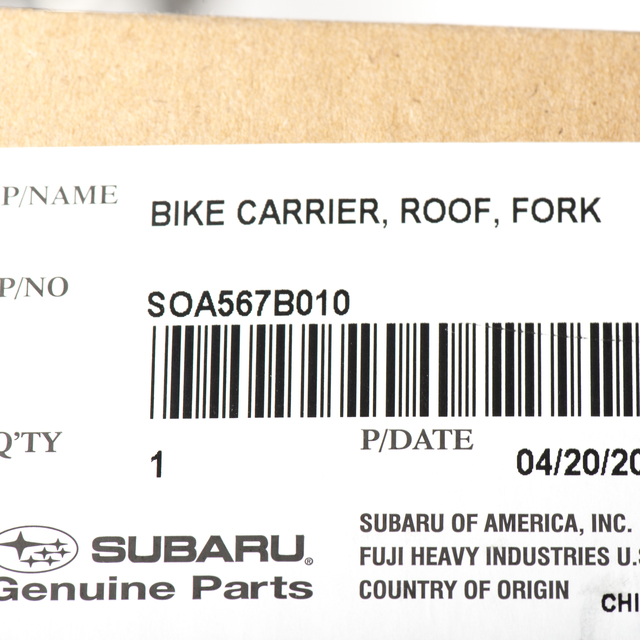 P/NAME BIKE CARRIER, ROOF, FORK
P/NO SOA567B010
Q'TY 1 P/DATE 04/20/20
SUBARU® Genuine Parts
SUBARU OF AMERICA, INC.
FUJI HEAVY INDUSTRIES U.S
COUNTRY OF ORIGIN CHI